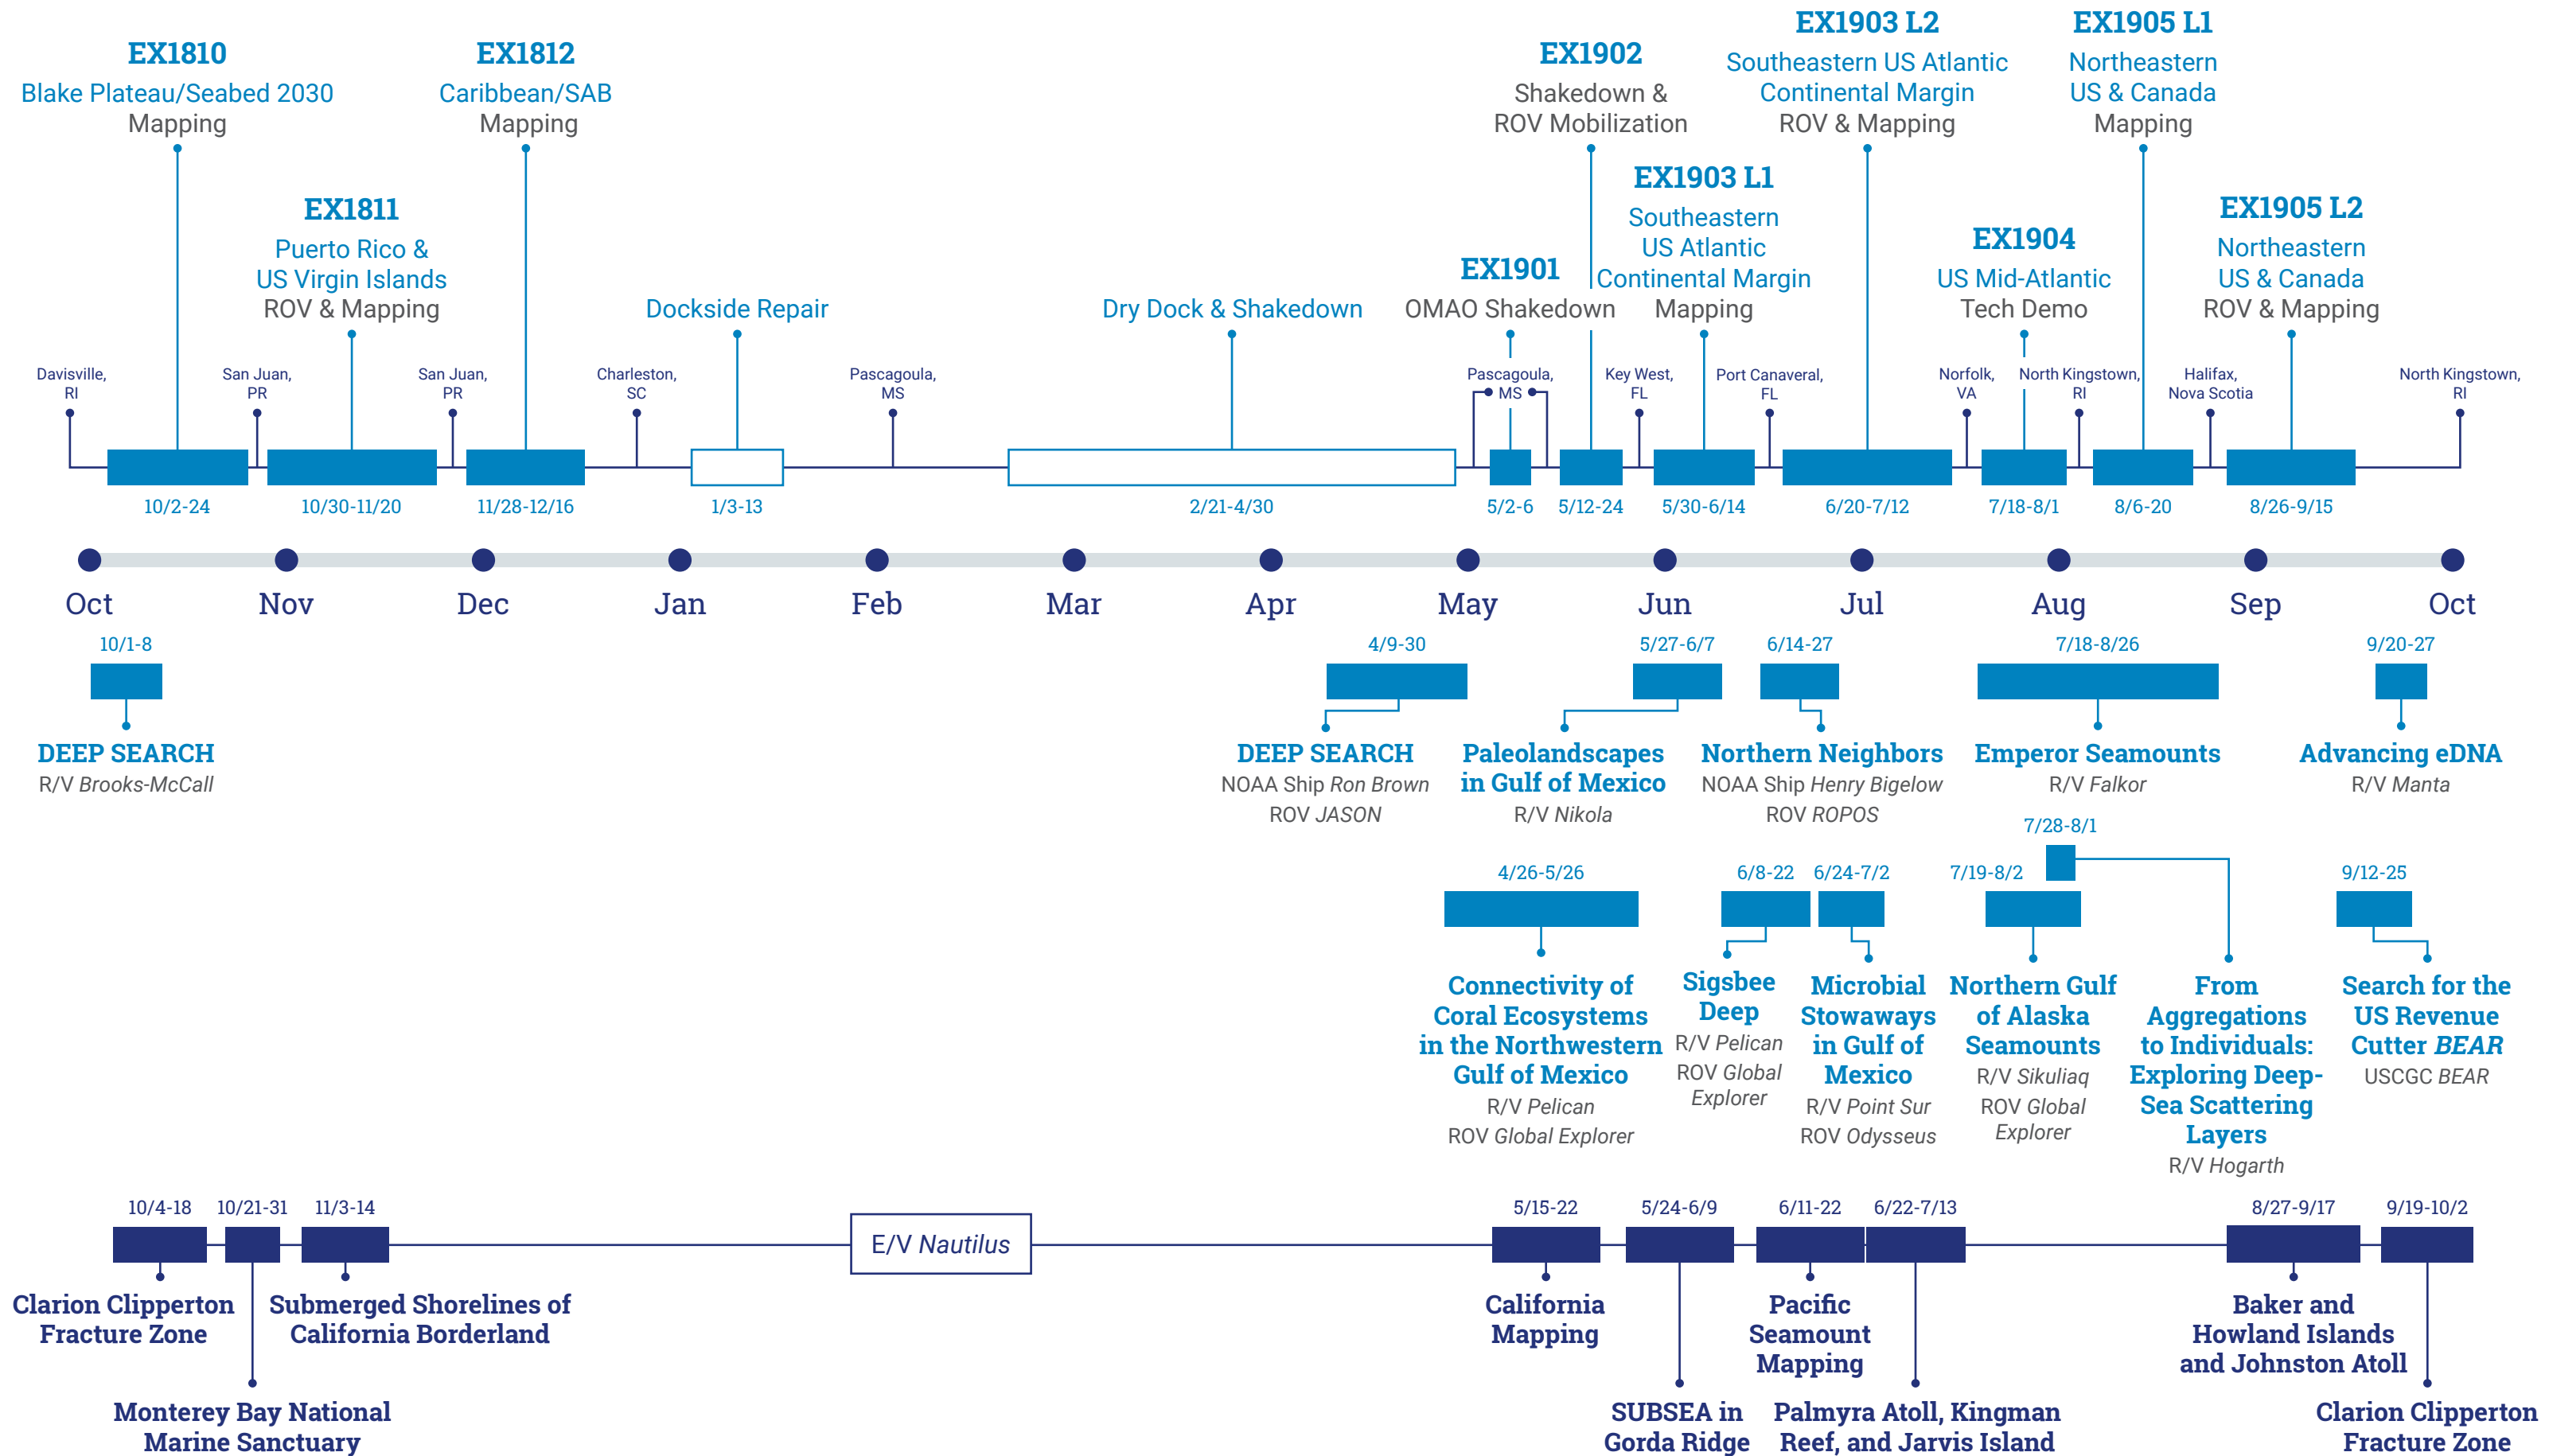 EX1810
Blake Plateau/Seabed 2030
Mapping
EX1811
Puerto Rico &
US Virgin Islands
ROV & Mapping
EX1812
Caribbean/SAB
Mapping
Dockside Repair
Dry Dock & Shakedown
EX1901
OMAO Shakedown
EX1902
Shakedown &
ROV Mobilization
EX1903 L1
Southeastern
US Atlantic
Continental Margin
Mapping
EX1903 L2
Southeastern US Atlantic
Continental Margin
ROV & Mapping
EX1904
US Mid-Atlantic
Tech Demo
EX1905 L1
Northeastern
US & Canada
Mapping
EX1905 L2
Northeastern
US & Canada
ROV & Mapping
Davisville,
RI
San Juan,
PR
San Juan,
PR
Charleston,
SC
Pascagoula,
MS
Pascagoula,
MS
Key West,
FL
Port Canaveral,
FL
Norfolk,
VA
North Kingstown,
RI
Halifax,
Nova Scotia
North Kingstown,
RI
10/2-24
10/30-11/20
11/28-12/16
1/3-13
2/21-4/30
5/2-6
5/12-24
5/30-6/14
6/20-7/12
7/18-8/1
8/6-20
8/26-9/15
Oct
Nov
Dec
Jan
Feb
Mar
Apr
May
Jun
Jul
Aug
Sep
Oct
10/1-8
DEEP SEARCH
R/V Brooks-McCall
4/9-30
DEEP SEARCH
NOAA Ship Ron Brown
ROV JASON
5/27-6/7
Paleolandscapes
in Gulf of Mexico
R/V Nikola
6/14-27
Northern Neighbors
NOAA Ship Henry Bigelow
ROV ROPOS
7/18-8/26
Emperor Seamounts
R/V Falkor
9/20-27
Advancing eDNA
R/V Manta
4/26-5/26
Connectivity of
Coral Ecosystems
in the Northwestern
Gulf of Mexico
R/V Pelican
ROV Global Explorer
6/8-22
Sigsbee
Deep
R/V Pelican
ROV Global
Explorer
6/24-7/2
Microbial
Stowaways
in Gulf of
Mexico
R/V Point Sur
ROV Odysseus
7/19-8/2
Northern Gulf
of Alaska
Seamounts
R/V Sikuliaq
ROV Global
Explorer
7/28-8/1
From
Aggregations
to Individuals:
Exploring Deep-
Sea Scattering
Layers
R/V Hogarth
9/12-25
Search for the
US Revenue
Cutter BEAR
USCGC BEAR
10/4-18
Clarion Clipperton
Fracture Zone
10/21-31
Monterey Bay National
Marine Sanctuary
11/3-14
Submerged Shorelines of
California Borderland
E/V Nautilus
5/15-22
California
Mapping
5/24-6/9
SUBSEA in
Gorda Ridge
6/11-22
Pacific
Seamount
Mapping
6/22-7/13
Palmyra Atoll, Kingman
Reef, and Jarvis Island
8/27-9/17
Baker and
Howland Islands
and Johnston Atoll
9/19-10/2
Clarion Clipperton
Fracture Zone